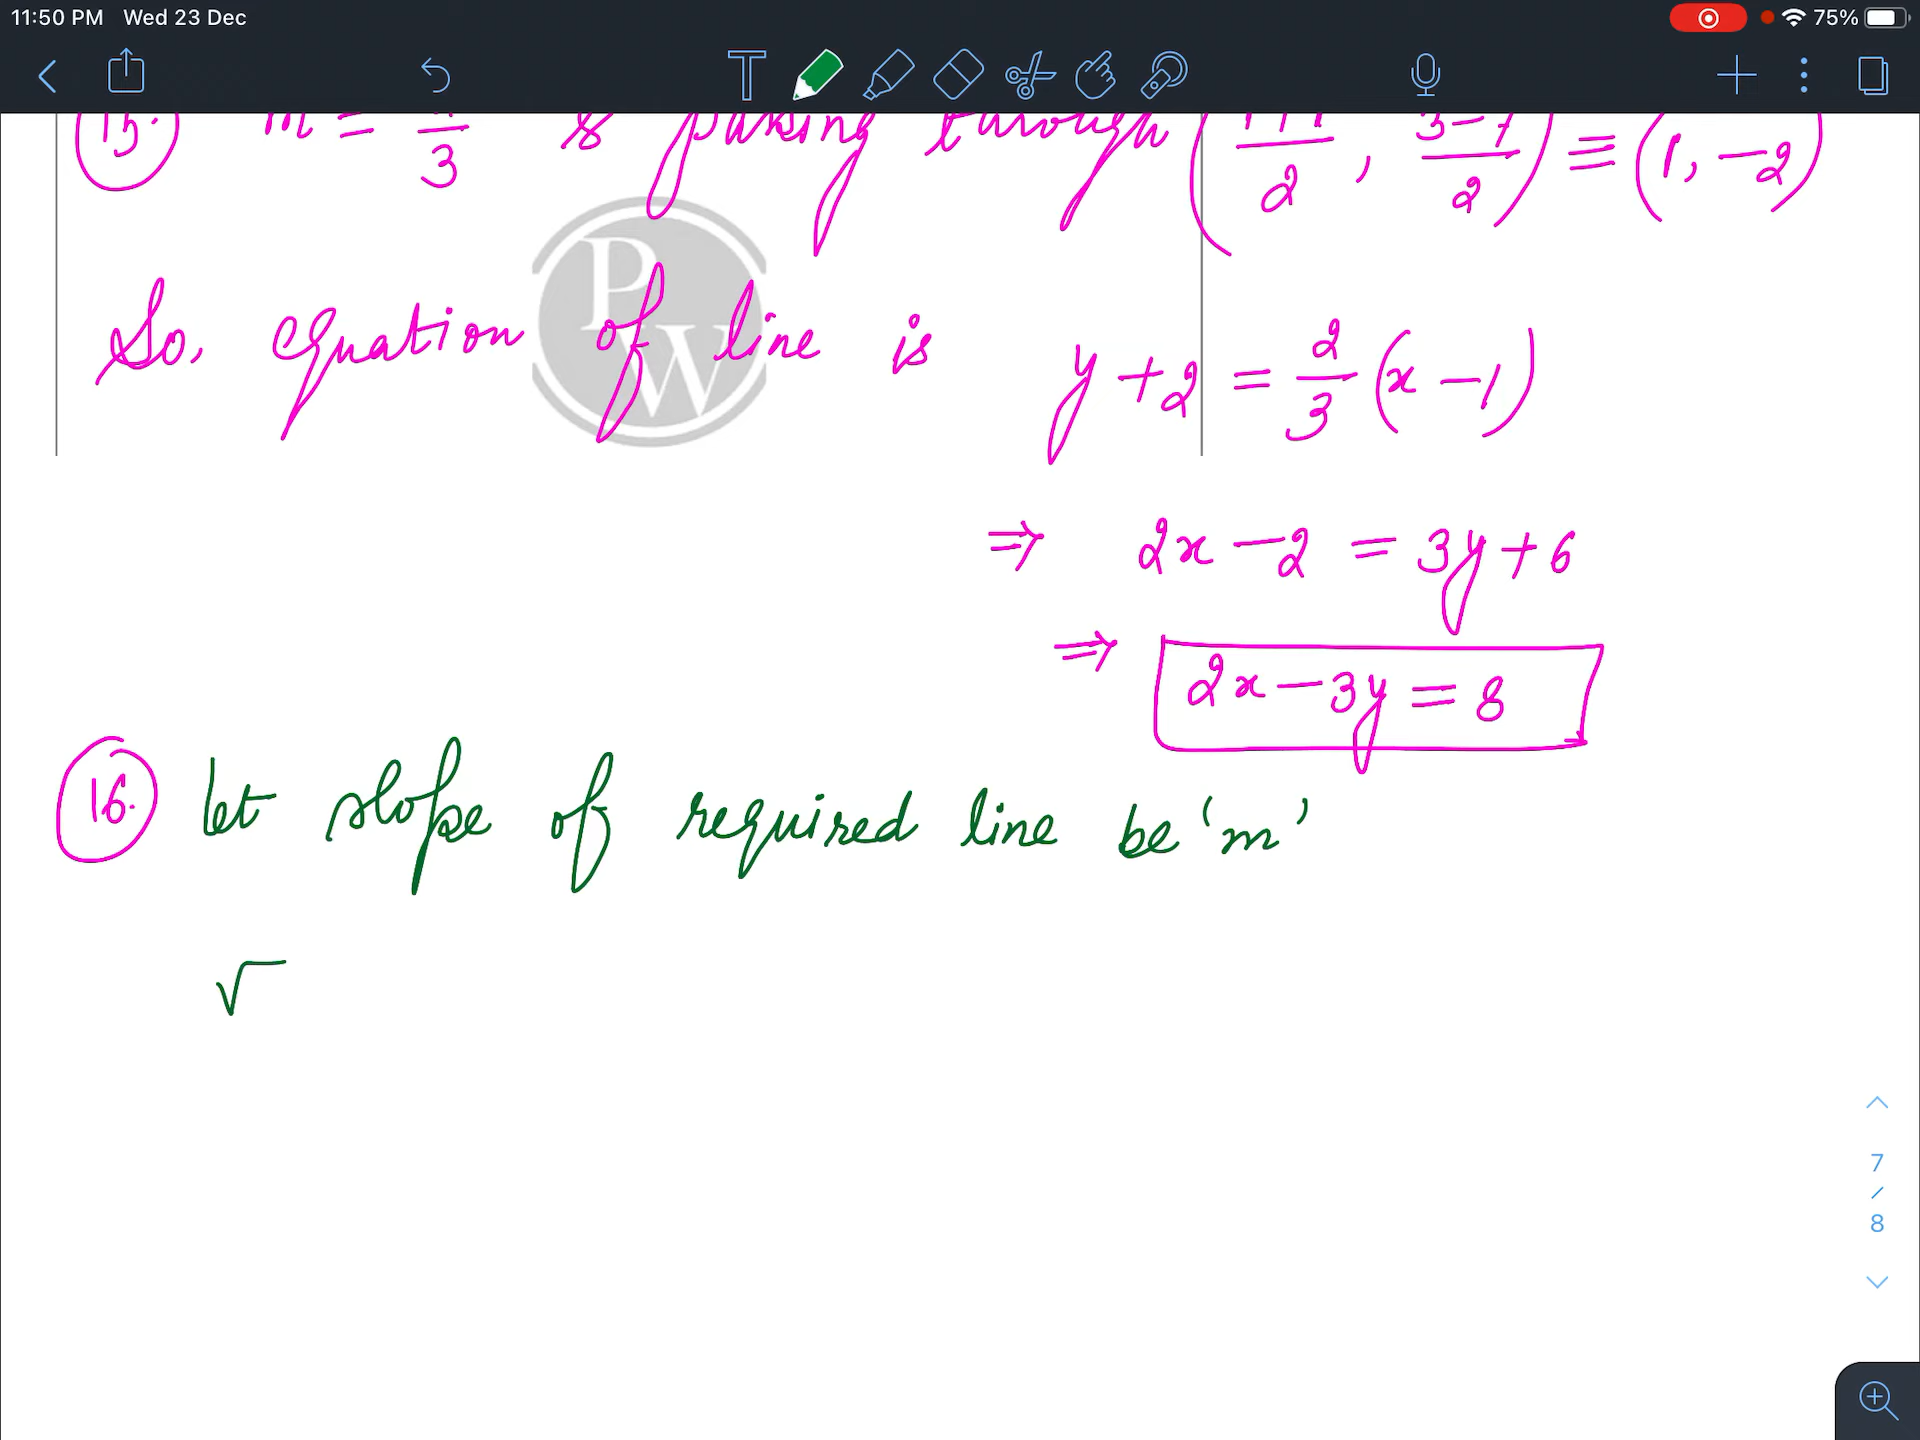 11:50 PM Wed 23 Dec
75%
T
15. m = 2/3 & passing through ( 1+1/2 , 3-7/2 ) ≡ (1, -2)
PW
So, equation of line is y + 2 = 2/3 (x - 1)
⇒ 2x - 2 = 3y + 6
⇒ 2x - 3y = 8
16. let slope of required line be 'm'
√
7
/
8